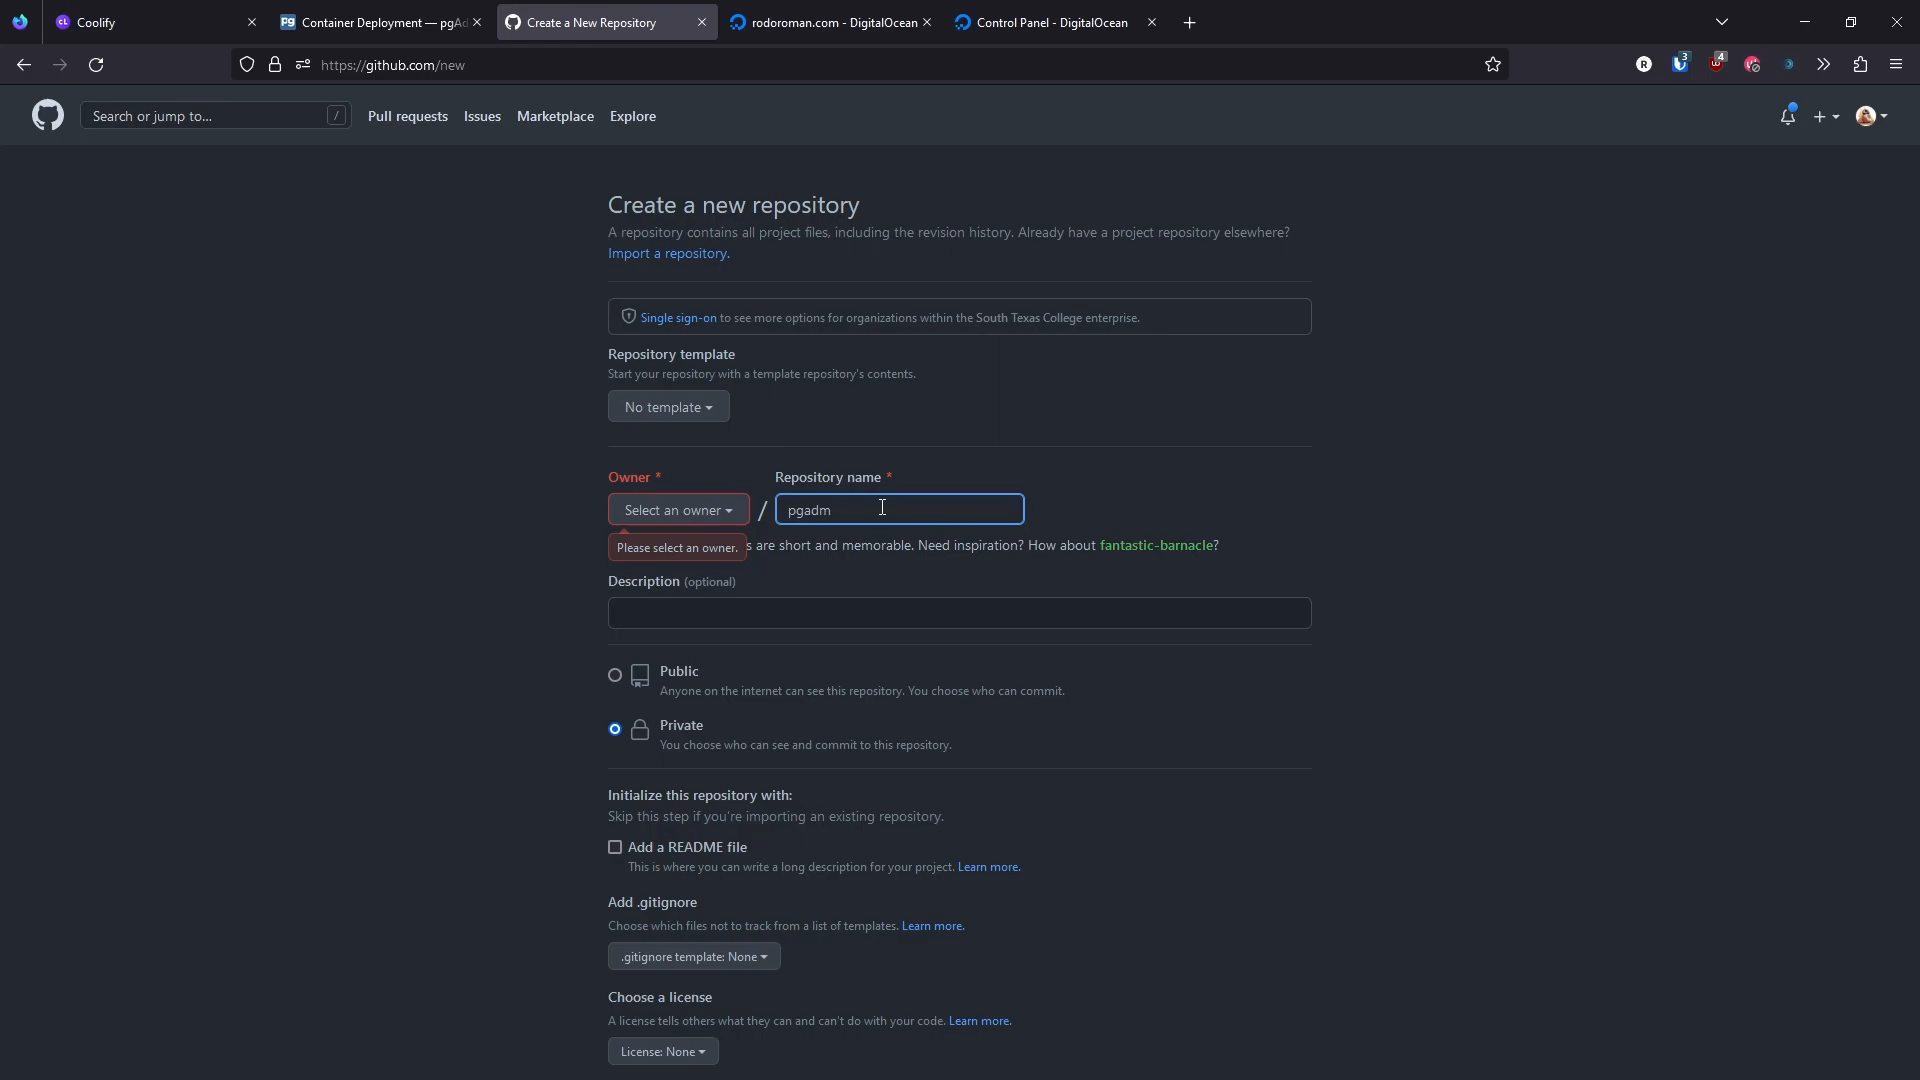 Coolify
Container Deployment — pgAd
Create a New Repository
rodoroman.com - DigitalOcean
Control Panel - DigitalOcean
https://github.com/new
R
3
4
Search or jump to...
/
Pull requests
Issues
Marketplace
Explore
Create a new repository
A repository contains all project files, including the revision history. Already have a project repository elsewhere?
Import a repository.
Single sign-on to see more options for organizations within the South Texas College enterprise.
Repository template
Start your repository with a template repository's contents.
No template
Owner *
Repository name *
Select an owner
/
pgadm
Please select an owner.
s are short and memorable. Need inspiration? How about fantastic-barnacle?
Description (optional)
Public
Anyone on the internet can see this repository. You choose who can commit.
Private
You choose who can see and commit to this repository.
Initialize this repository with:
Skip this step if you're importing an existing repository.
Add a README file
This is where you can write a long description for your project. Learn more.
Add .gitignore
Choose which files not to track from a list of templates. Learn more.
.gitignore template: None
Choose a license
A license tells others what they can and can't do with your code. Learn more.
License: None